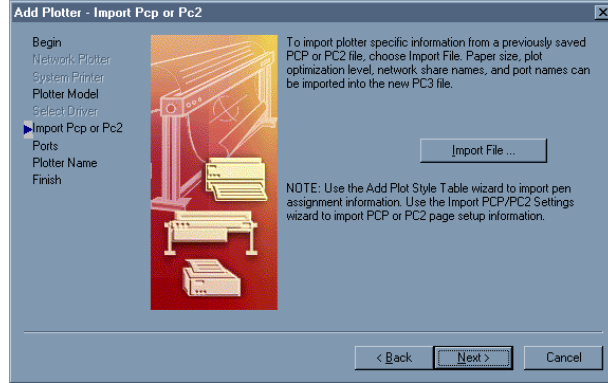 Add Plotter - Import Pcp or Pc2
Begin
Network Plotter
System Printer
Plotter Model
Select Driver
Import Pcp or Pc2
Ports
Plotter Name
Finish
To import plotter specific information from a previously saved
PCP or PC2 file, choose Import File. Paper size, plot
optimization level, network share names, and port names can
be imported into the new PC3 file.
Import File ...
NOTE: Use the Add Plot Style Table wizard to import pen
assignment information. Use the Import PCP/PC2 Settings
wizard to import PCP or PC2 page setup information.
< Back
Next >
Cancel